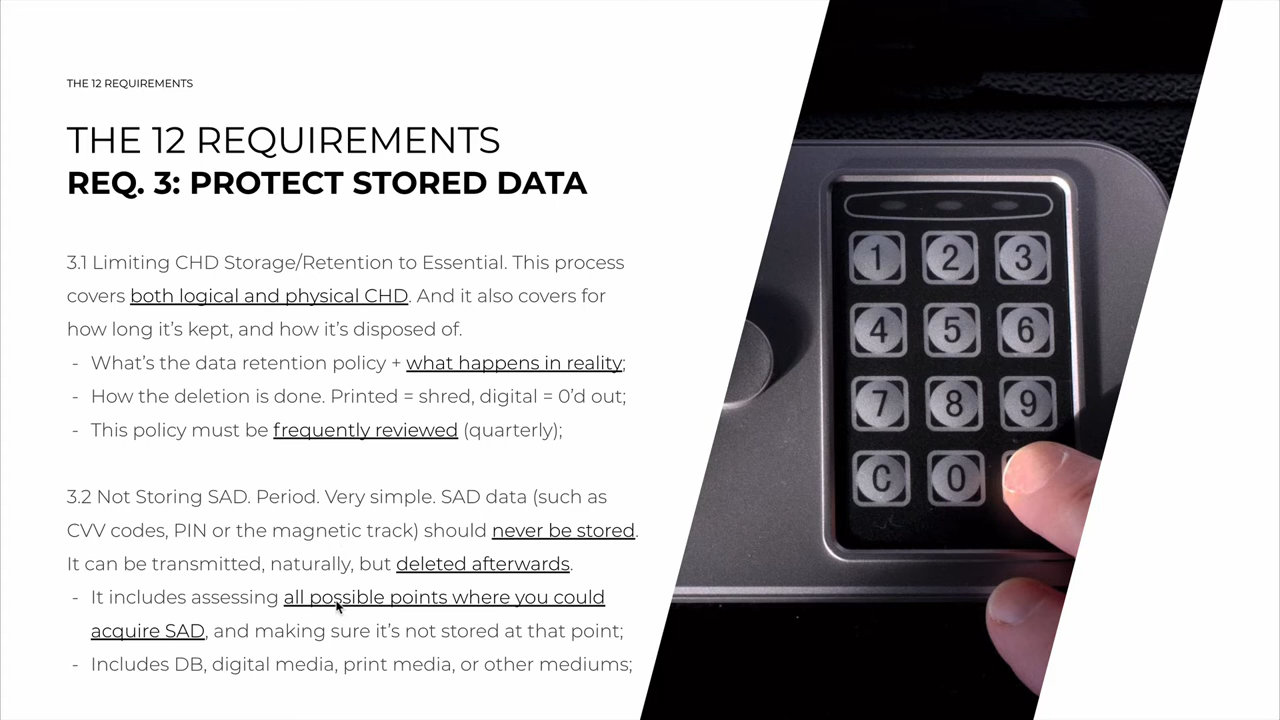 THE 12 REQUIREMENTS
THE 12 REQUIREMENTS
REQ. 3: PROTECT STORED DATA
3.1 Limiting CHD Storage/Retention to Essential. This process
covers both logical and physical CHD. And it also covers for
how long it’s kept, and how it’s disposed of.
- What’s the data retention policy + what happens in reality;
- How the deletion is done. Printed = shred, digital = 0’d out;
- This policy must be frequently reviewed (quarterly);
3.2 Not Storing SAD. Period. Very simple. SAD data (such as
CVV codes, PIN or the magnetic track) should never be stored.
It can be transmitted, naturally, but deleted afterwards.
- It includes assessing all possible points where you could
acquire SAD, and making sure it’s not stored at that point;
- Includes DB, digital media, print media, or other mediums;
1 2 3
4 5 6
7 8 9
C 0